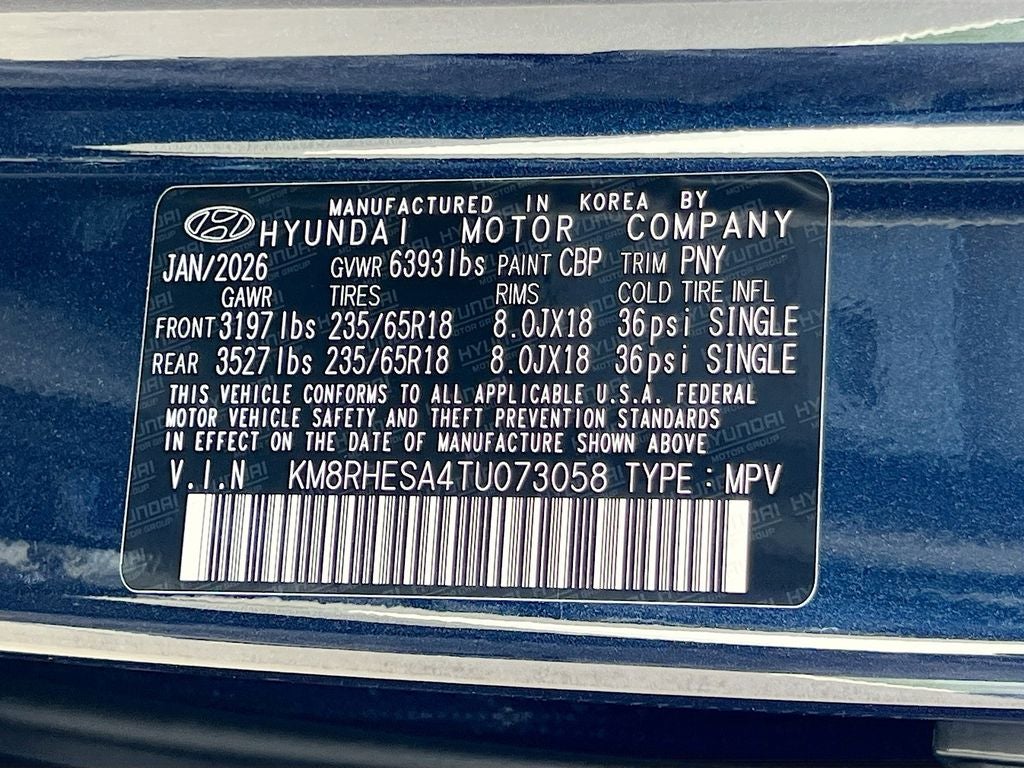 MANUFACTURED IN KOREA BY
HYUNDAI MOTOR COMPANY
JAN/2026 GVWR 6393lbs PAINT CBP TRIM PNY
GAWR TIRES RIMS COLD TIRE INFL
FRONT 3197lbs 235/65R18 8.0JX18 36psi SINGLE
REAR 3527lbs 235/65R18 8.0JX18 36psi SINGLE
THIS VEHICLE CONFORMS TO ALL APPLICABLE U.S.A. FEDERAL
MOTOR VEHICLE SAFETY AND THEFT PREVENTION STANDARDS
IN EFFECT ON THE DATE OF MANUFACTURE SHOWN ABOVE
V.I.N KM8RHESA4TU073058 TYPE : MPV